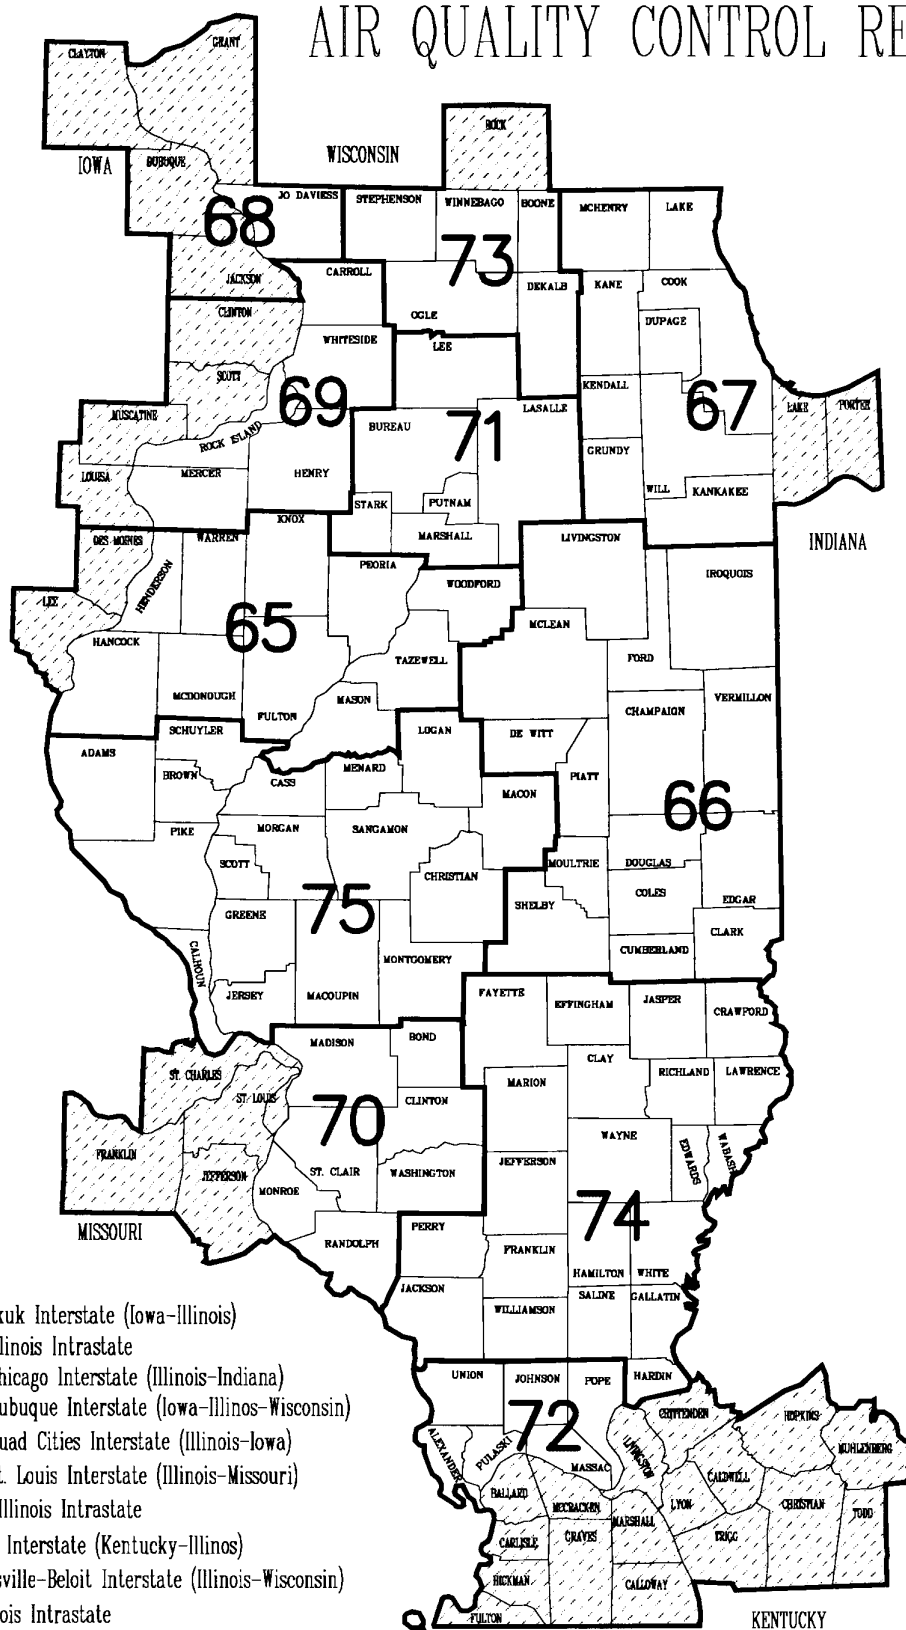 AIR QUALITY CONTROL RE
CLAYTON
GRANT
ROCK
WISCONSIN
IOWA
DUBUQUE
JO DAVIESS
STEPHENSON
WINNEBAGO
BOONE
MCHENRY
LAKE
68
73
JACKSON
CARROLL
DEKALB
KANE
COOK
CLINTON
OGLE
DUPAGE
WHITESIDE
LEE
SCOTT
69
KENDALL
67
MUSCATINE
LASALLE
LAKE
PORTER
ROCK ISLAND
BUREAU
71
GRUNDY
LOUISA
MERCER
HENRY
STARK
PUTNAM
WILL
KANKAKEE
KNOX
MARSHALL
DES MOINES
WARREN
LIVINGSTON
INDIANA
HENDERSON
PEORIA
WOODFORD
IROQUOIS
LEE
65
MCLEAN
HANCOCK
TAZEWELL
FORD
MCDONOUGH
MASON
VERMILLON
FULTON
CHAMPAIGN
SCHUYLER
LOGAN
DE WITT
ADAMS
BROWN
CASS
MENARD
PIATT
MACON
66
PIKE
MORGAN
SANGAMON
SCOTT
CHRISTIAN
MOULTRIE
DOUGLAS
75
SHELBY
COLES
EDGAR
GREENE
CLARK
CALHOUN
MONTGOMERY
CUMBERLAND
JERSEY
MACOUPIN
FAYETTE
EFFINGHAM
JASPER
CRAWFORD
MADISON
BOND
CLAY
ST. CHARLES
MARION
RICHLAND
LAWRENCE
ST. LOUIS
CLINTON
70
WAYNE
FRANKLIN
JEFFERSON
ST. CLAIR
WASHINGTON
JEFFERSON
EDWARDS
WABASH
MONROE
MISSOURI
PERRY
74
RANDOLPH
FRANKLIN
HAMILTON
WHITE
JACKSON
SALINE
GALLATIN
WILLIAMSON
kuk Interstate (Iowa-Illinois)
linois Intrastate
hicago Interstate (Illinois-Indiana)
ubuque Interstate (Iowa-Illinos-Wisconsin)
uad Cities Interstate (Illinois-Iowa)
t. Louis Interstate (Illinois-Missouri)
Illinois Intrastate
Interstate (Kentucky-Illinos)
sville-Beloit Interstate (Illinois-Wisconsin)
ois Intrastate
UNION
JOHNSON
POPE
HARDIN
72
CRITTENDEN
HOPKINS
ALEXANDER
PULASKI
MASSAC
LIVINGSTON
MUHLENBERG
BALLARD
MCCRACKEN
CALDWELL
MARSHALL
LYON
CHRISTIAN
TODD
CARLISLE
GRAVES
TRIGG
HICKMAN
CALLOWAY
FULTON
KENTUCKY